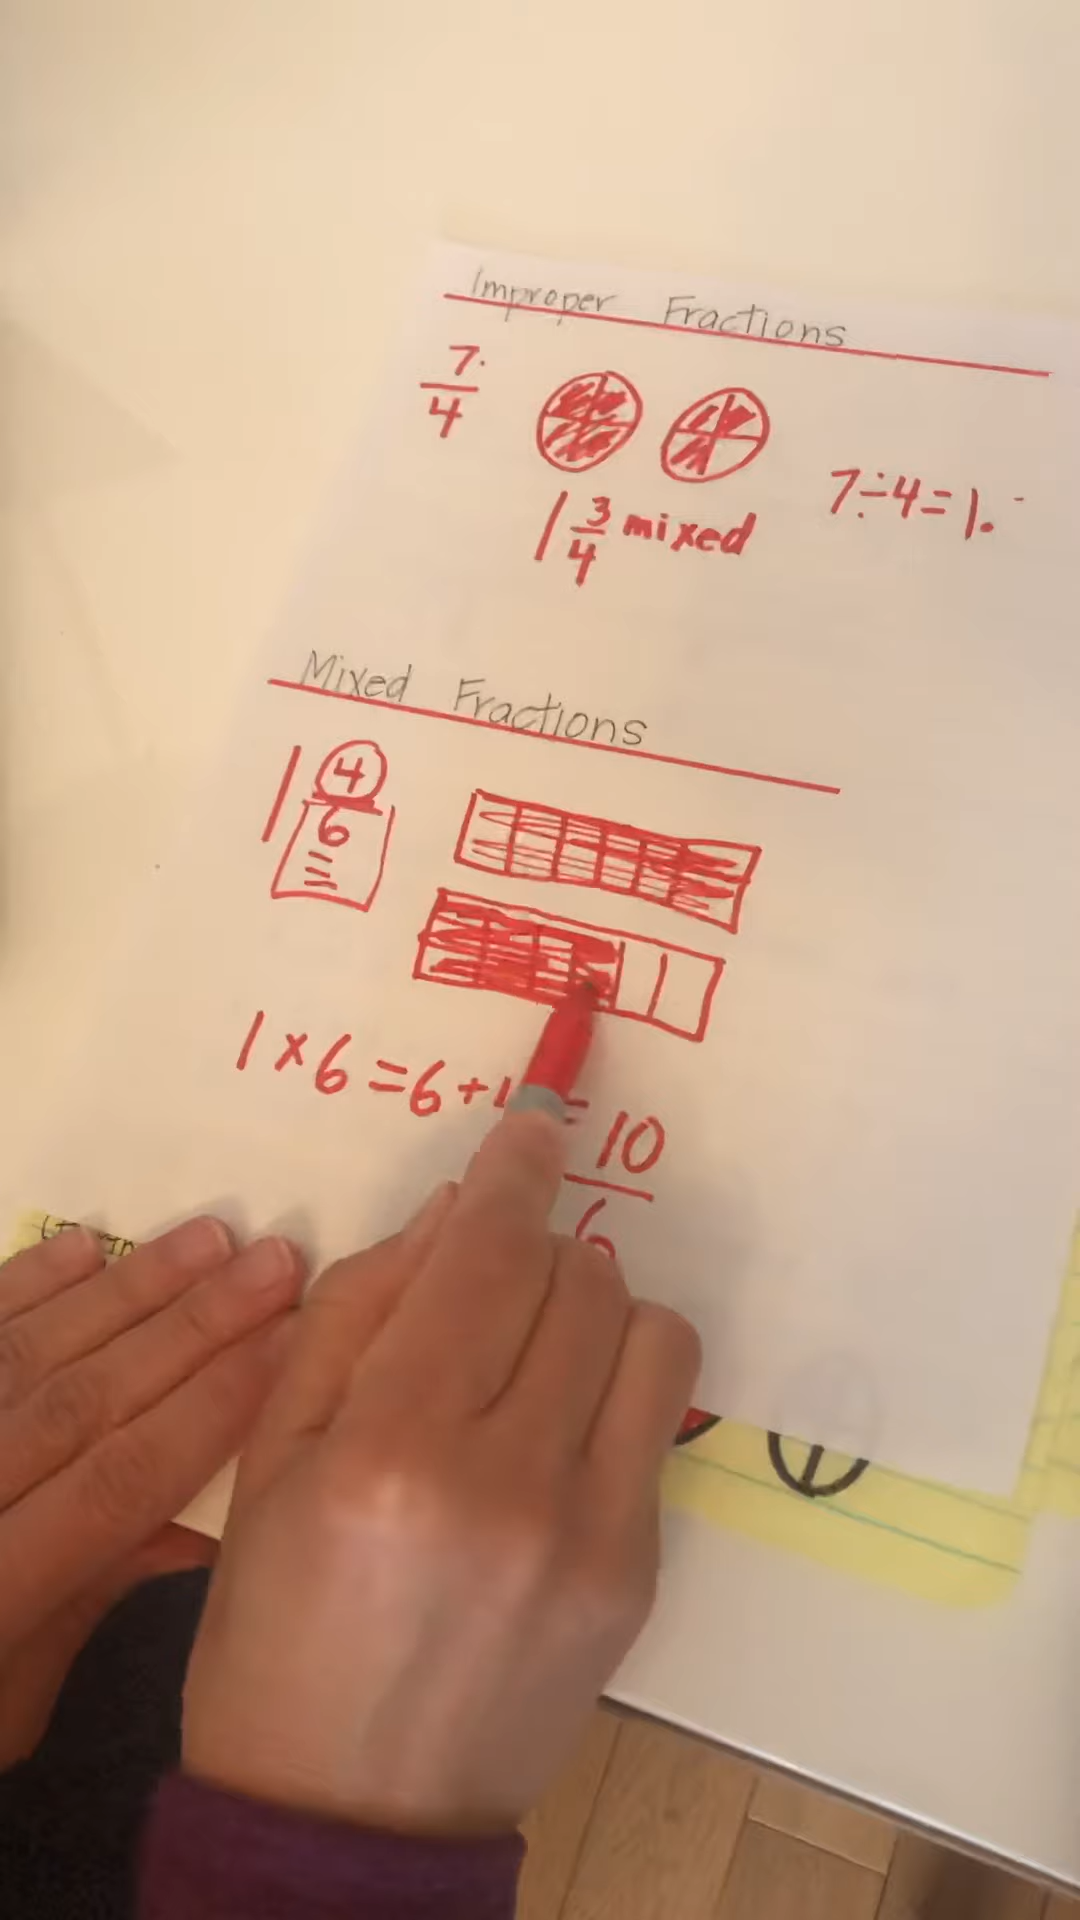 Improper Fractions
7
4
7÷4=1.
1 3/4 mixed
Mixed Fractions
1 4/6
1 x 6 = 6 + = 10
6